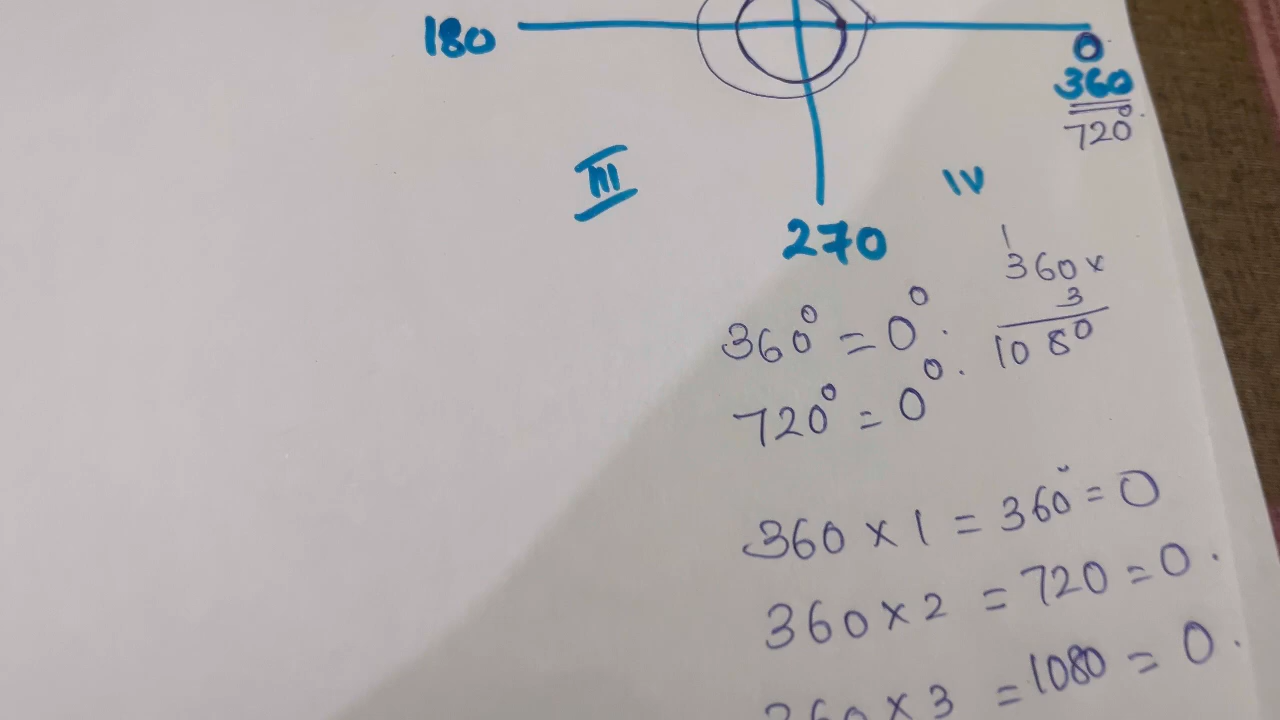 180
0
360
720°
III
IV
270
1
360×
3
1080
360° = 0°.
720° = 0°.
360 × 1 = 360° = 0
360 × 2 = 720 = 0.
360 × 3 = 1080 = 0.